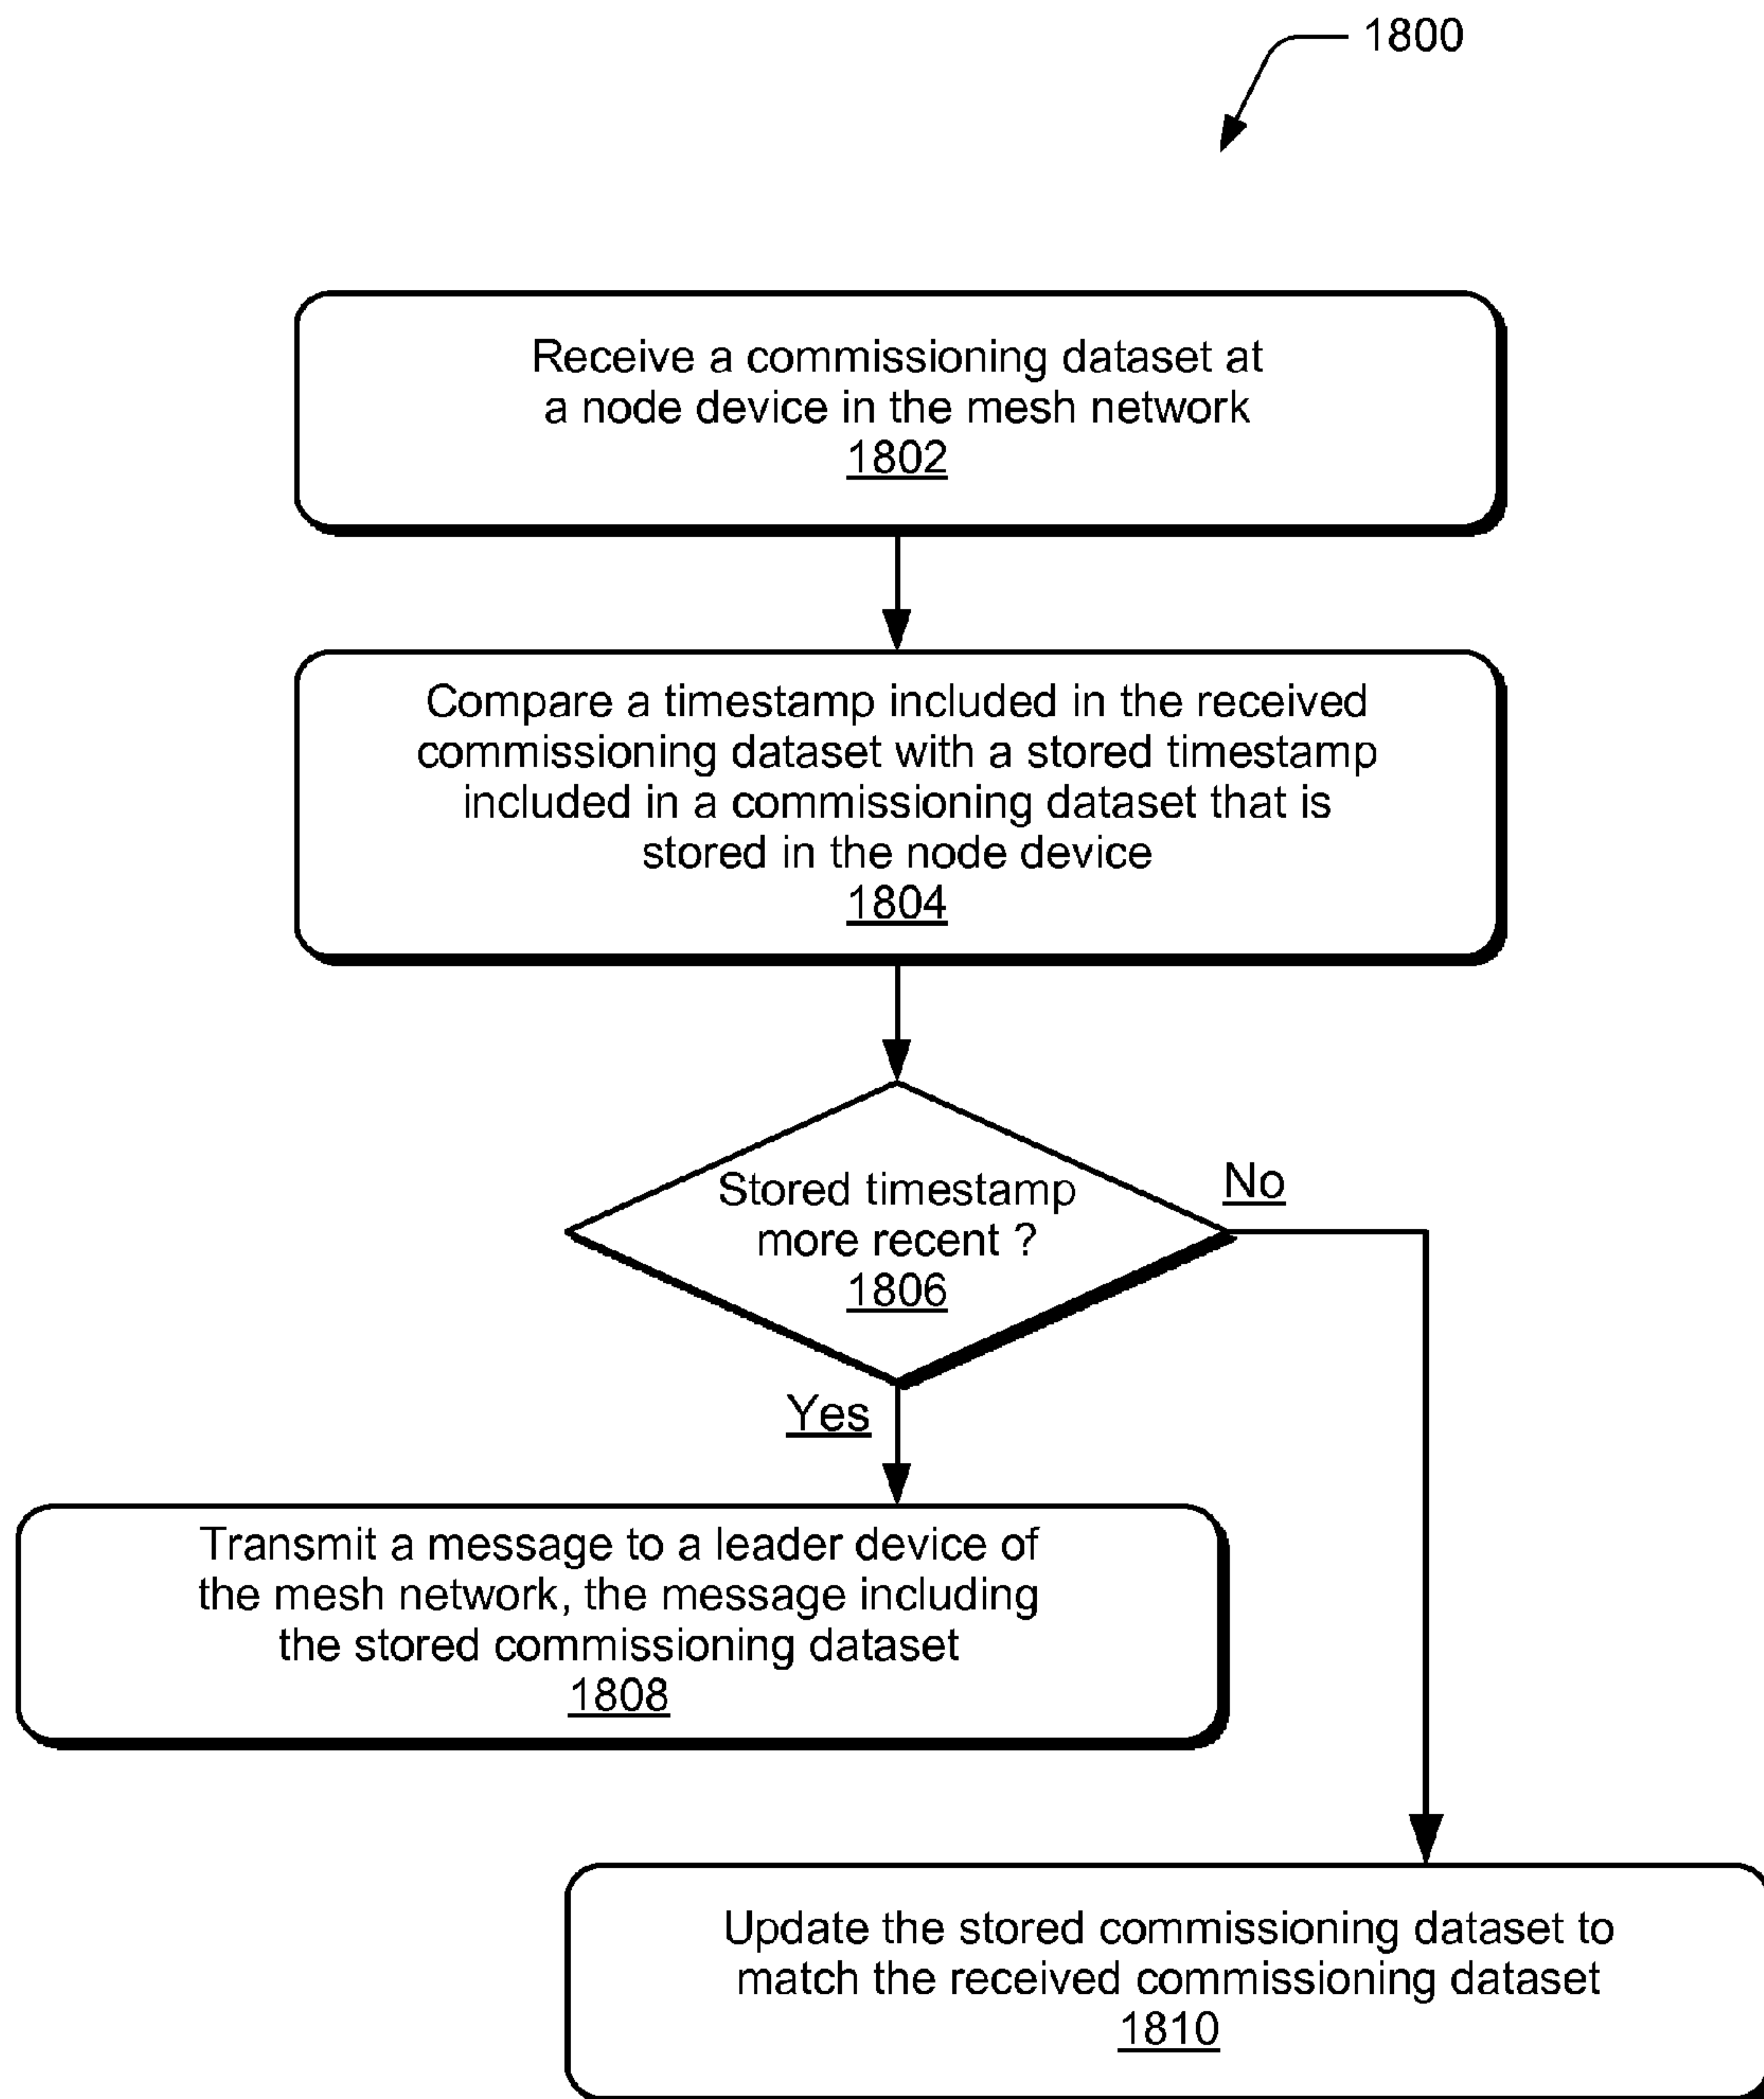 1800
Receive a commissioning dataset at
a node device in the mesh network
1802
Compare a timestamp included in the received
commissioning dataset with a stored timestamp
included in a commissioning dataset that is
stored in the node device
1804
Stored timestamp
more recent ?
1806
No
Yes
Transmit a message to a leader device of
the mesh network, the message including
the stored commissioning dataset
1808
Update the stored commissioning dataset to
match the received commissioning dataset
1810